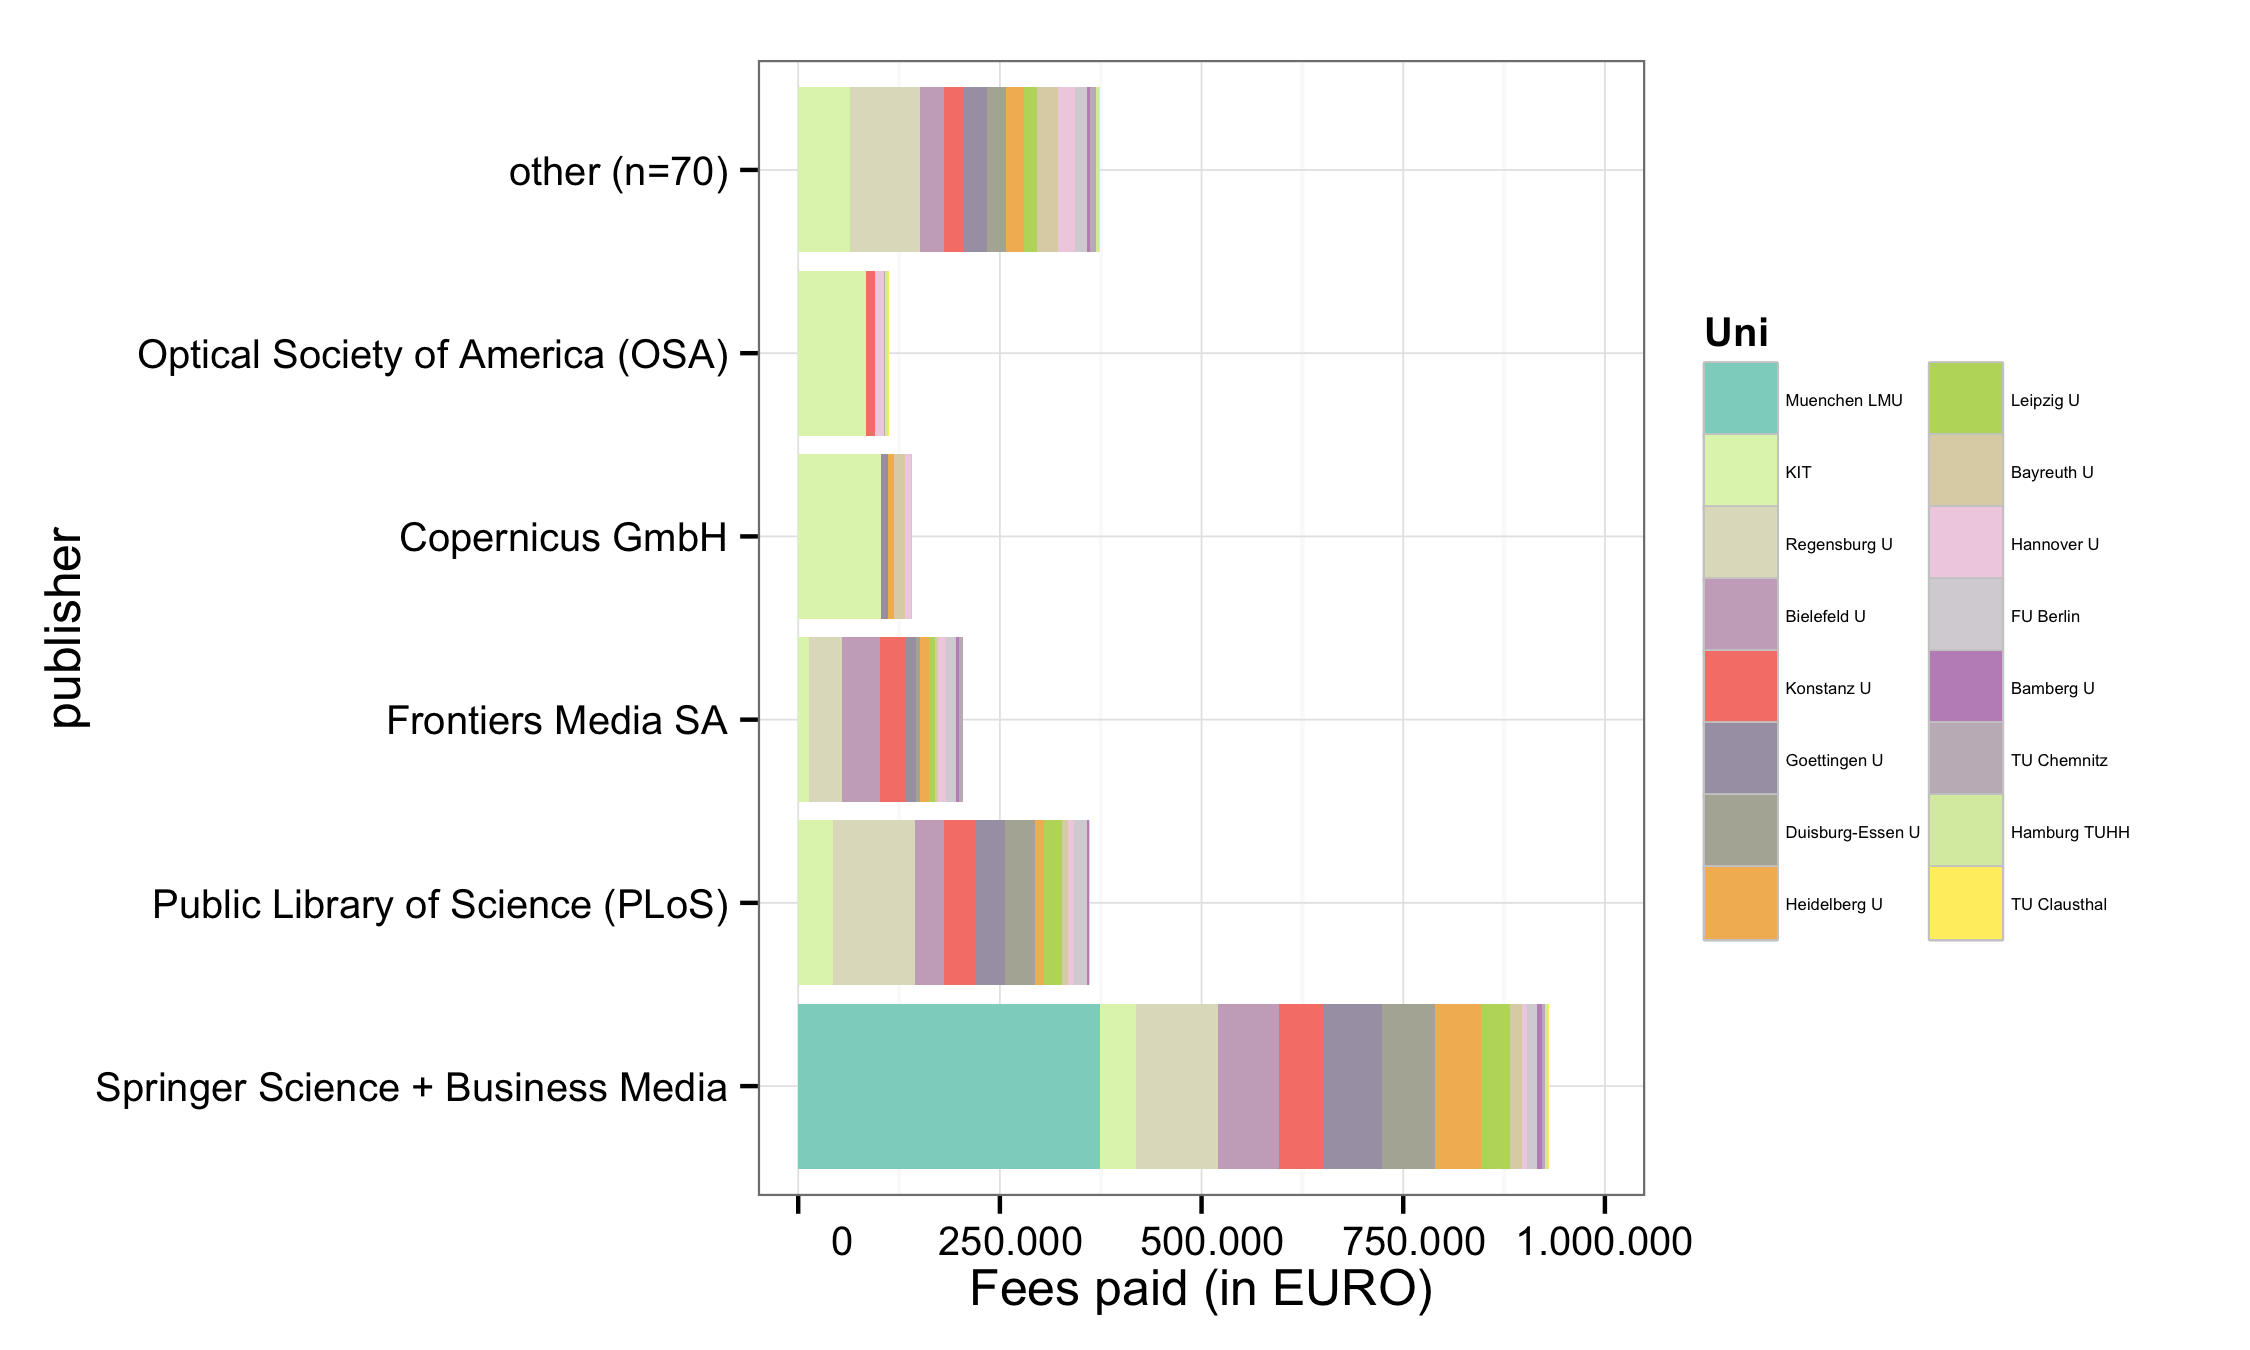 publisher
other (n=70)
Optical Society of America (OSA)
Copernicus GmbH
Frontiers Media SA
Public Library of Science (PLoS)
Springer Science + Business Media
0 250.000 500.000 750.000 1.000.000
Fees paid (in EURO)
Uni
Muenchen LMU
KIT
Regensburg U
Bielefeld U
Konstanz U
Goettingen U
Duisburg-Essen U
Heidelberg U
Leipzig U
Bayreuth U
Hannover U
FU Berlin
Bamberg U
TU Chemnitz
Hamburg TUHH
TU Clausthal